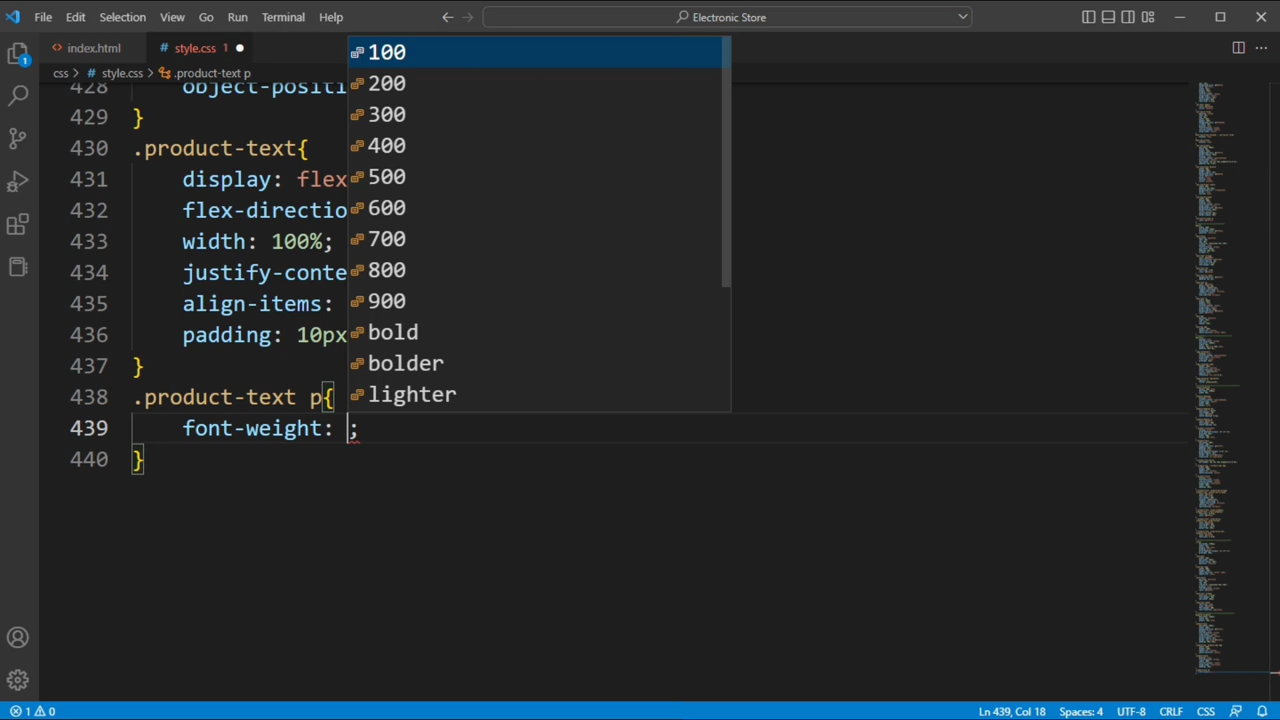 File Edit Selection View Go Run Terminal Help Electronic Store
<> index.html # style.css 1
css > # style.css > .product-text p
428 object-positi
429 }
430 .product-text{
431 display: flex
432 flex-directio
433 width: 100%;
434 justify-conte
435 align-items:
436 padding: 10px
437 }
438 .product-text p{
439 font-weight: ;
440 }
100
200
300
400
500
600
700
800
900
bold
bolder
lighter
1
1 0 Ln 439, Col 18 Spaces: 4 UTF-8 CRLF CSS